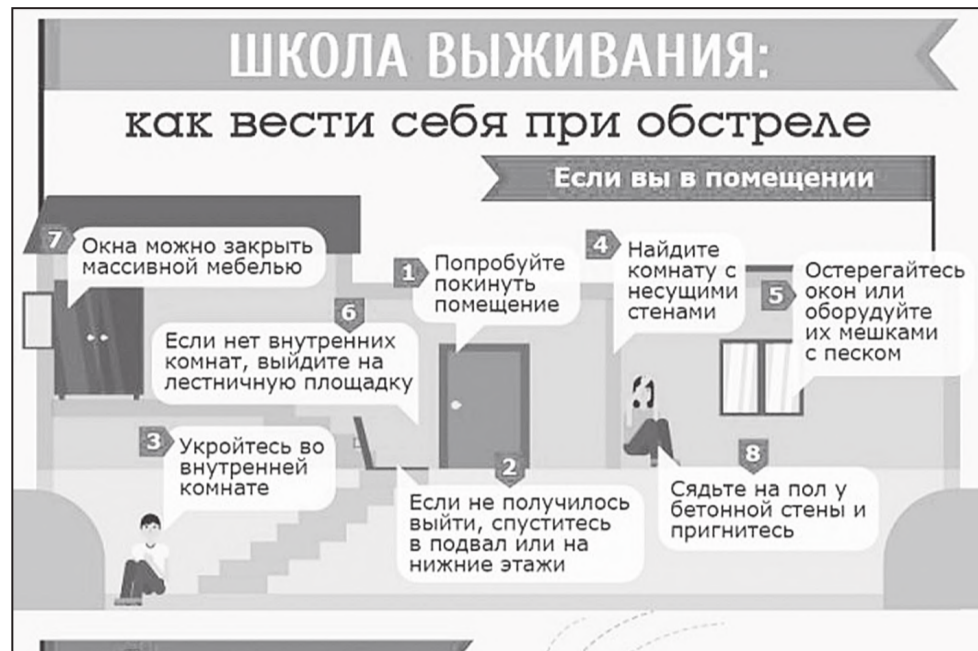 ШКОЛА ВЫЖИВАНИЯ:
как вести себя при обстреле
Если вы в помещении
1
Попробуйте
покинуть
помещение
2
Если не получилось
выйти, спуститесь
в подвал или на
нижние этажи
3
Укройтесь во
внутренней
комнате
4
Найдите
комнату с
несущими
стенами
5
Остерегайтесь
окон или
оборудуйте
их мешками
с песком
6
Если нет внутренних
комнат, выйдите на
лестничную площадку
7
Окна можно закрыть
массивной мебелью
8
Сядьте на пол у
бетонной стены и
пригнитесь